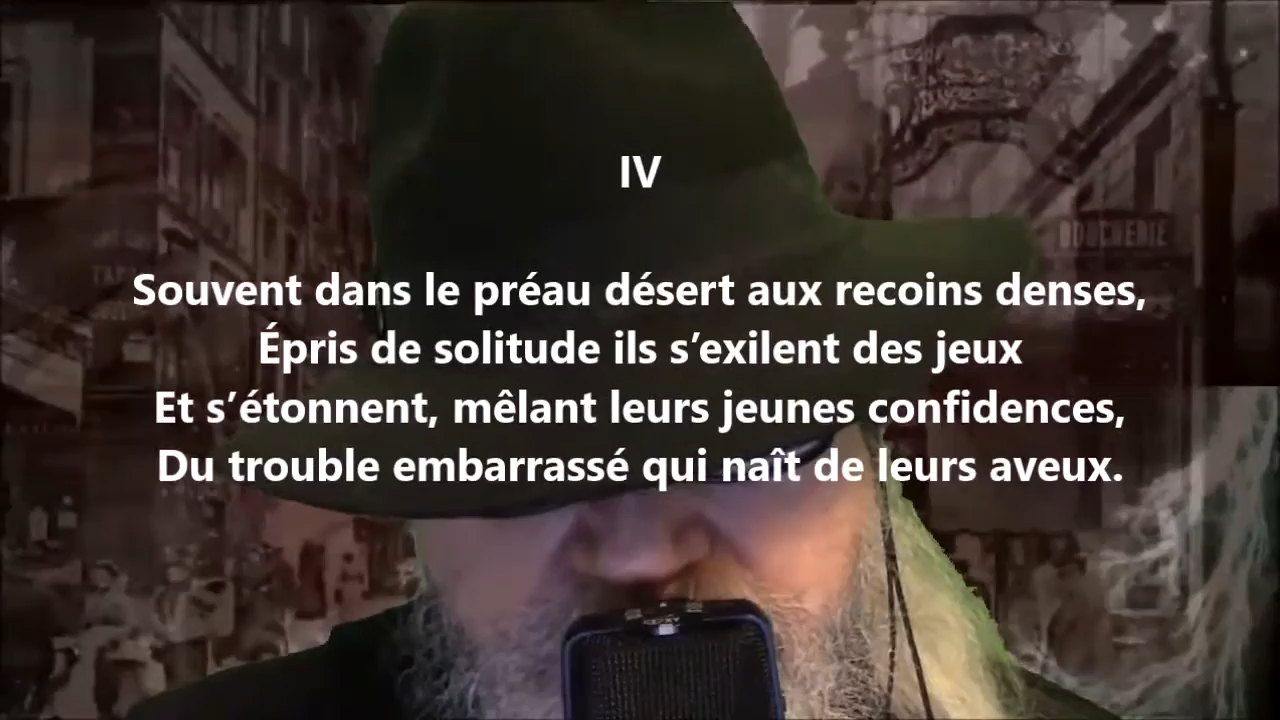 IV
Souvent dans le préau désert aux recoins denses,
Épris de solitude ils s’exilent des jeux
Et s’étonnent, mêlant leurs jeunes confidences,
Du trouble embarrassé qui naît de leurs aveux.
BOUCHERIE